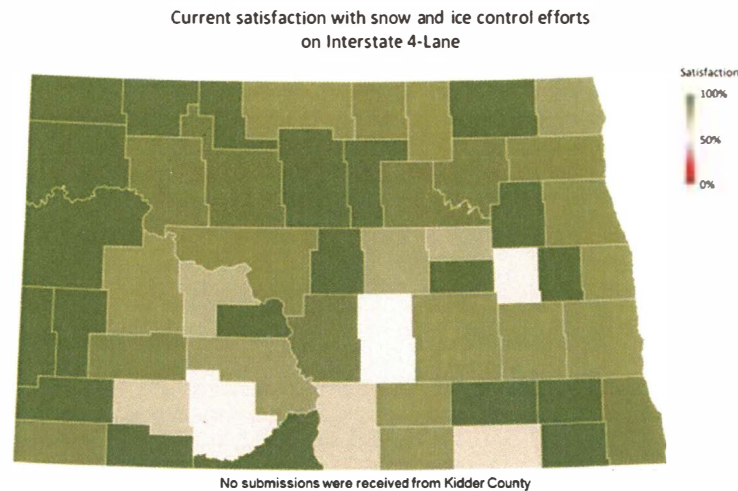 Current satisfaction with snow and ice control efforts
on Interstate 4-Lane
Satisfaction
100%
50%
0%
No submissions were received from Kidder County